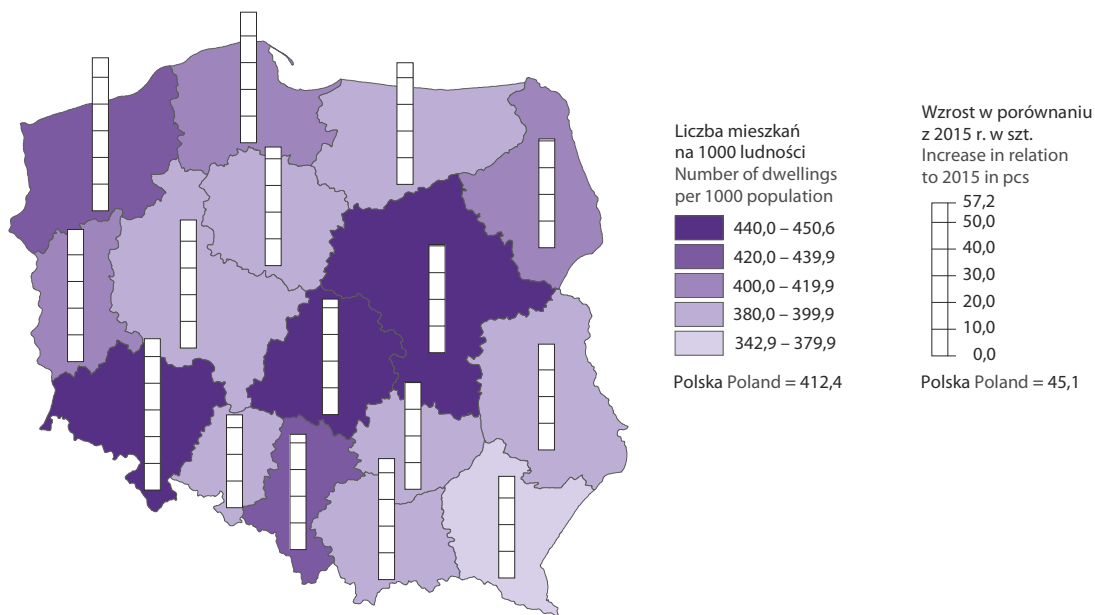 Liczba mieszkań
na 1000 ludności
Number of dwellings
per 1000 population
440,0 – 450,6
420,0 – 439,9
400,0 – 419,9
380,0 – 399,9
342,9 – 379,9
Polska Poland = 412,4
Wzrost w porównaniu
z 2015 r. w szt.
Increase in relation
to 2015 in pcs
57,2
50,0
40,0
30,0
20,0
10,0
0,0
Polska Poland = 45,1